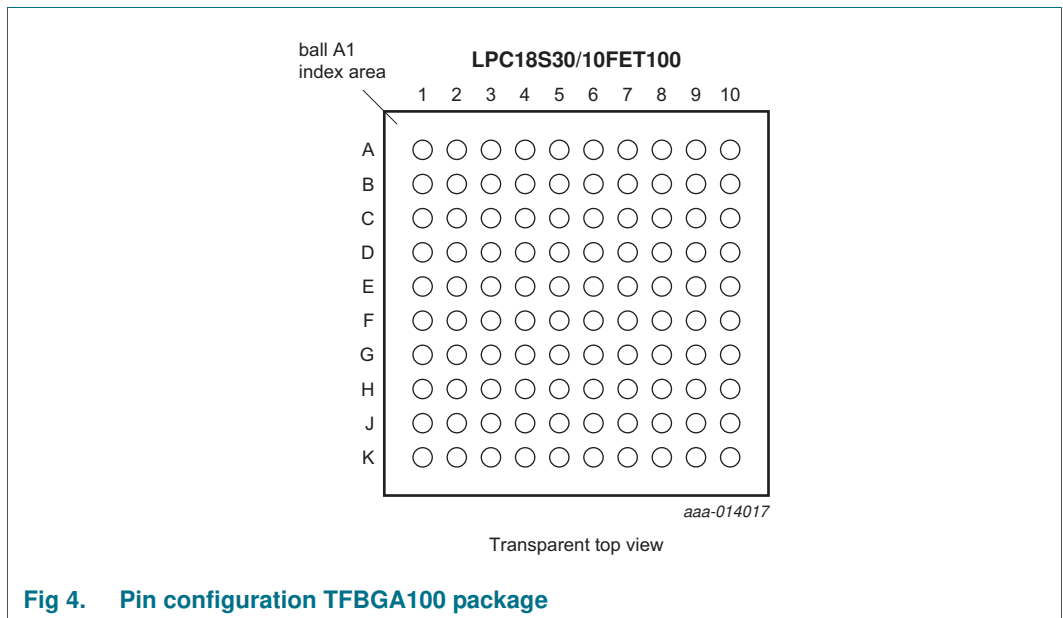 ball A1
index area
LPC18S30/10FET100
1 2 3 4 5 6 7 8 9 10
A
B
C
D
E
F
G
H
J
K
aaa-014017
Transparent top view
Fig 4. Pin configuration TFBGA100 package